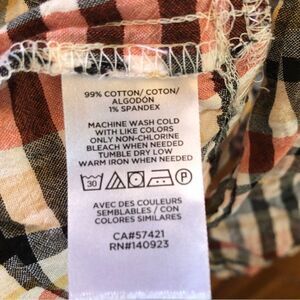 99% COTTON/ COTON/
ALGODÓN
1% SPANDEX
MACHINE WASH COLD
WITH LIKE COLORS
ONLY NON-CHLORINE
BLEACH WHEN NEEDED
TUMBLE DRY LOW
WARM IRON WHEN NEEDED
30 P
AVEC DES COULEURS
SEMBLABLES / CON
COLORES SIMILARES
CA#57421
RN#140923